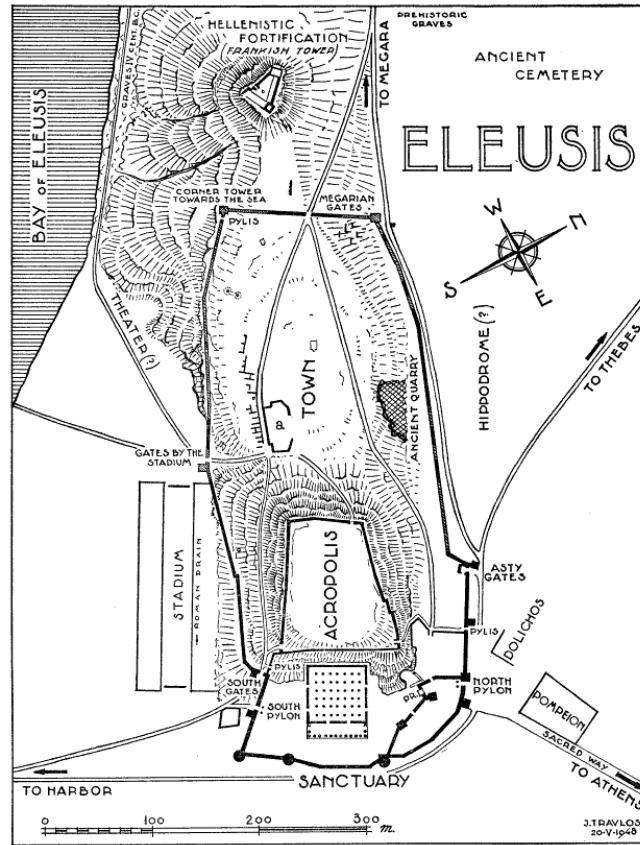 PREHISTORIC
GRAVES
HELLENISTIC
FORTIFICATION
(FRANKISH TOWER)
GRAVES IV CENT. B.C.
TO MEGARA
ANCIENT
CEMETERY
ELEUSIS
BAY OF ELEUSIS
CORNER TOWER
TOWARDS THE SEA
MEGARIAN
GATES
PYLIS
W
N
S
E
THEATER (?)
HIPPODROME (?)
TO THEBES
TOWN
ANCIENT QUARRY
GATES BY THE
STADIUM
STADIUM
ROMAN DRAIN
ACROPOLIS
ASTY
GATES
PYLIS
DOLICHOS
PYLIS
SOUTH
GATES
SOUTH
PYLON
PR.
NORTH
PYLON
POMPEION
SACRED WAY
TO ATHENS
SANCTUARY
TO HARBOR
0 100 200 300 m.
J. TRAVLOS
20-V-1948